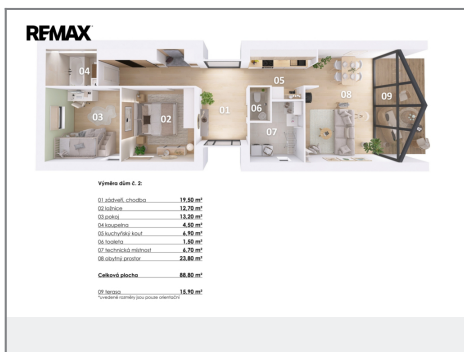 RE/MAX
04
03
02
01
05
06
07
08
09
Výměra dům č. 2:
01 zádveří, chodba 19,50 m²
02 ložnice 12,70 m²
03 pokoj 13,20 m²
04 koupelna 4,50 m²
05 kuchyňský kout 6,90 m²
06 toaleta 1,50 m²
07 technická místnost 6,70 m²
08 obytný prostor 23,80 m²
Celková plocha 88,80 m²
09 terasa 15,90 m²
*uvedené rozměry jsou pouze orientační